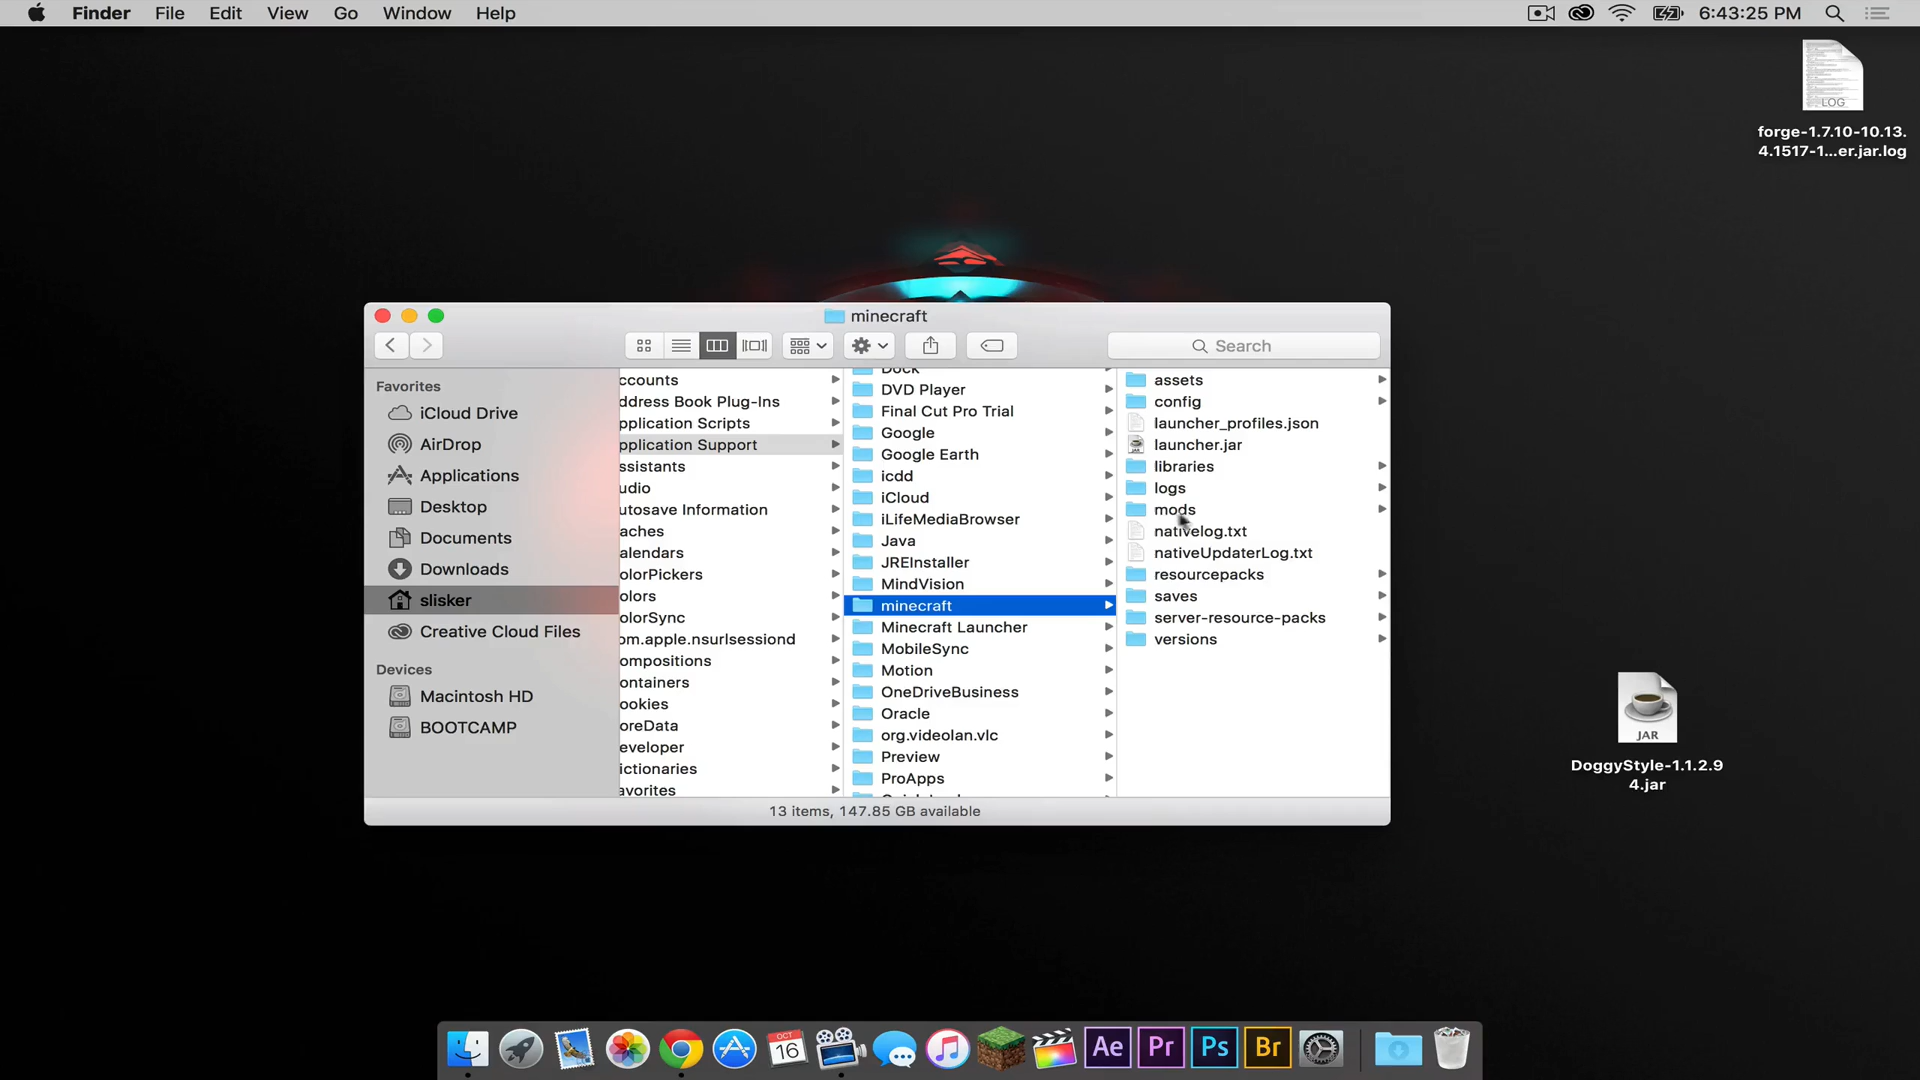 Finder File Edit View Go Window Help 6:43:25 PM
LOG
forge-1.7.10-10.13.
4.1517-1...er.jar.log
minecraft
Search
Favorites
iCloud Drive
AirDrop
Applications
Desktop
Documents
Downloads
slisker
Creative Cloud Files
Devices
Macintosh HD
BOOTCAMP
ccounts
ddress Book Plug-Ins
pplication Scripts
pplication Support
ssistants
udio
utosave Information
aches
alendars
olorPickers
olors
olorSync
om.apple.nsurlsessiond
ompositions
ontainers
ookies
oreData
eveloper
ictionaries
avorites
Dock
DVD Player
Final Cut Pro Trial
Google
Google Earth
icdd
iCloud
iLifeMediaBrowser
Java
JREInstaller
MindVision
minecraft
Minecraft Launcher
MobileSync
Motion
OneDriveBusiness
Oracle
org.videolan.vlc
Preview
ProApps
assets
config
launcher_profiles.json
launcher.jar
libraries
logs
mods
nativelog.txt
nativeUpdaterLog.txt
resourcepacks
saves
server-resource-packs
versions
13 items, 147.85 GB available
JAR
DoggyStyle-1.1.2.9
4.jar
OCT
16
Ae Pr Ps Br